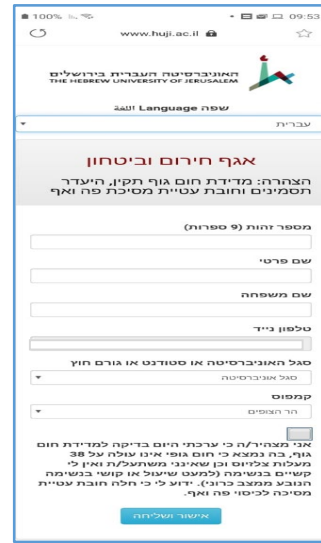 100% 09:53
www.huji.ac.il
האוניברסיטה העברית בירושלים
THE HEBREW UNIVERSITY OF JERUSALEM
שפה Language اللغة
עברית
אגף חירום וביטחון
הצהרה: מדידת חום גוף תקין, היעדר
תסמינים וחובת עטיית מסיכת פה ואף
מספר זהות (9 ספרות)
שם פרטי
שם משפחה
טלפון נייד
סגל האוניברסיטה או סטודנט או גורם חוץ
סגל אוניברסיטה
קמפוס
הר הצופים
אני מצהיר/ה כי ערכתי היום בדיקה למדידת חום
גוף, בה נמצא כי חום גופי אינו עולה על 38
מעלות צלזיוס וכן שאינני משתעל/ת ואין לי
קשיים בנשימה (למעט שיעול או קושי בנשימה
הנובע ממצב כרוני). ידוע לי כי חלה חובת עטיית
מסיכה לכיסוי פה ואף.
אישור ושליחה